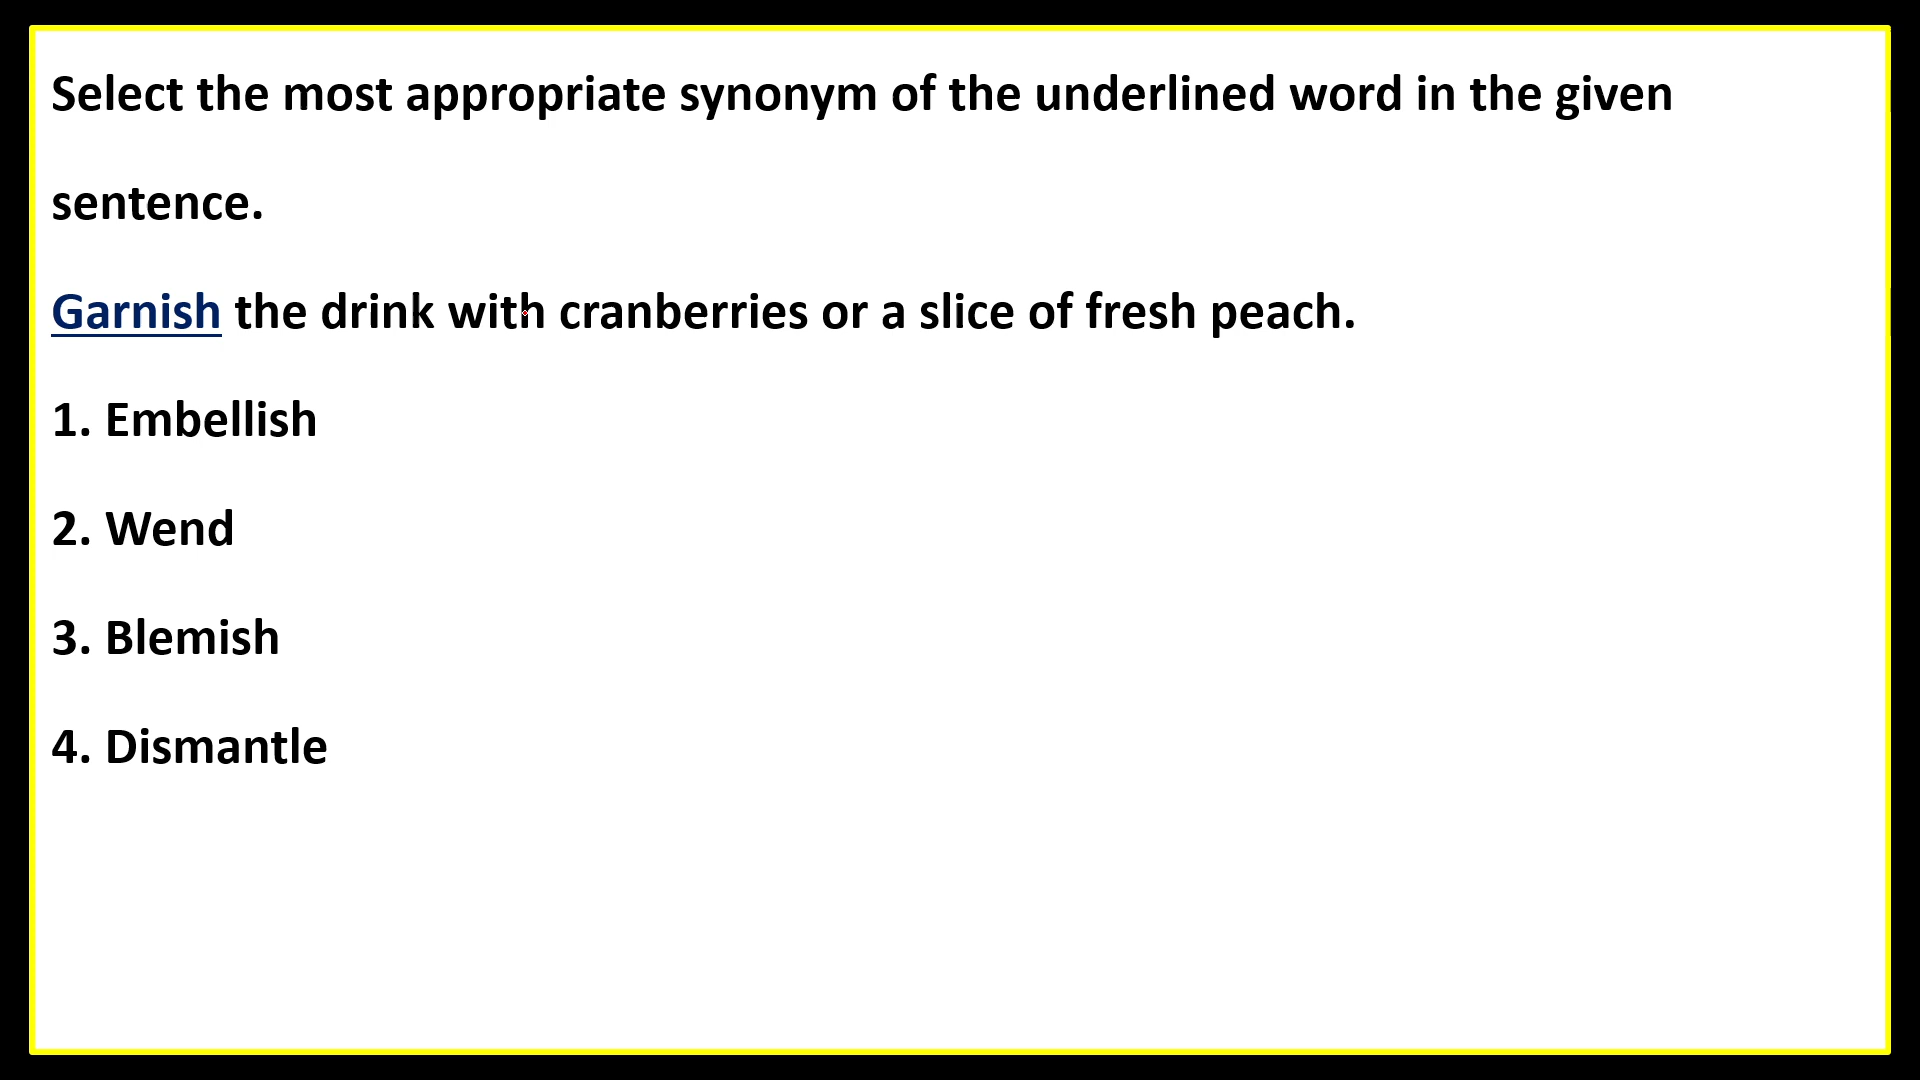 Select the most appropriate synonym of the underlined word in the given
sentence.
Garnish the drink with cranberries or a slice of fresh peach.
1. Embellish
2. Wend
3. Blemish
4. Dismantle